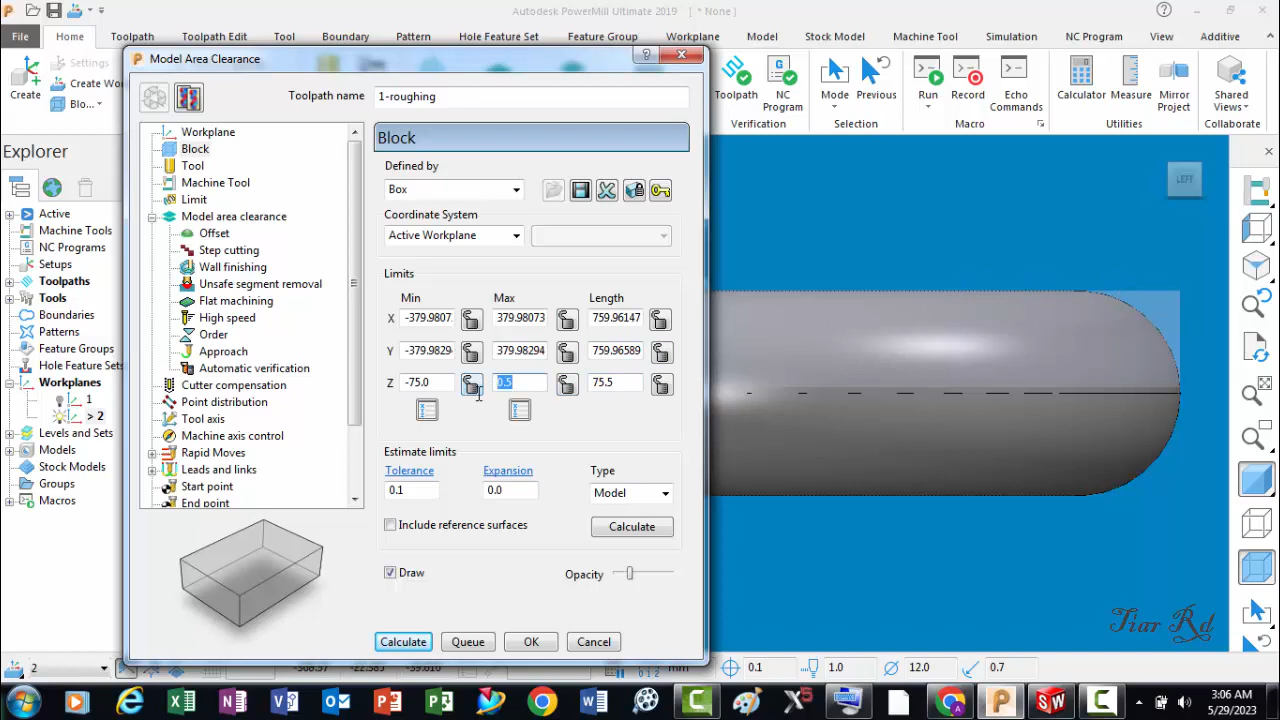 Autodesk PowerMill Ultimate 2019 [ * None ]
File
Home
Toolpath
Toolpath Edit
Tool
Boundary
Pattern
Hole Feature Set
Feature Group
Workplane
Model
Stock Model
Machine Tool
NC Program
Simulation
View
Additive
Create
Settings
Create Wo
Blo...
Toolpath
NC Program
Verification
Mode
Previous
Selection
Run
Record
Echo Commands
Macro
Calculator
Measure
Mirror Project
Utilities
Shared Views
Collaborate
Explorer
Active
Machine Tools
NC Programs
Setups
Toolpaths
Tools
Boundaries
Patterns
Feature Groups
Hole Feature Sets
Workplanes
1
> 2
Levels and Sets
Models
Stock Models
Groups
Macros
Model Area Clearance
Toolpath name
1-roughing
Workplane
Block
Tool
Machine Tool
Limit
Model area clearance
Offset
Step cutting
Wall finishing
Unsafe segment removal
Flat machining
High speed
Order
Approach
Automatic verification
Cutter compensation
Point distribution
Tool axis
Machine axis control
Rapid Moves
Leads and links
Start point
End point
Block
Defined by
Box
Coordinate System
Active Workplane
Limits
Min Max Length
X -379.9807 379.98073 759.96147
Y -379.9829 379.98294 759.96589
Z -75.0 0.5 75.5
Estimate limits
Tolerance Expansion Type
0.1 0.0 Model
Include reference surfaces
Calculate
Draw
Opacity
Calculate
Queue
OK
Cancel
LEFT
Tiar Rd
2
mm
0.1
1.0
12.0
0.7
3:06 AM
5/29/2023